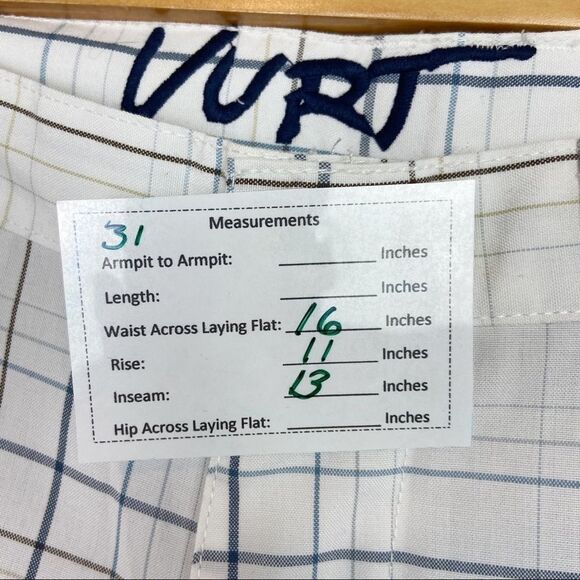 VURT
31
Measurements
Armpit to Armpit: Inches
Length: Inches
Waist Across Laying Flat: 16 Inches
Rise: 11 Inches
Inseam: 13 Inches
Hip Across Laying Flat: Inches